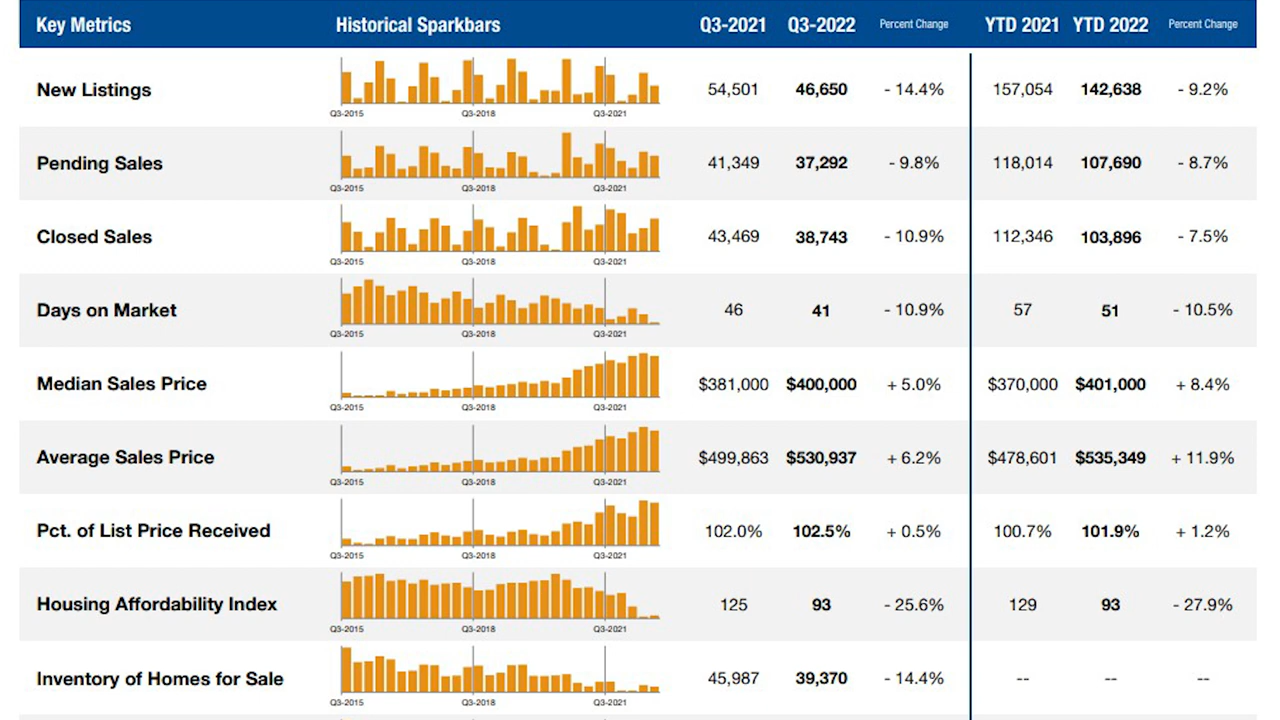 Key Metrics Historical Sparkbars Q3-2021 Q3-2022 Percent Change YTD 2021 YTD 2022 Percent Change
New Listings 54,501 46,650 - 14.4% 157,054 142,638 - 9.2%
Q3-2015 Q3-2018 Q3-2021
Pending Sales 41,349 37,292 - 9.8% 118,014 107,690 - 8.7%
Q3-2015 Q3-2018 Q3-2021
Closed Sales 43,469 38,743 - 10.9% 112,346 103,896 - 7.5%
Q3-2015 Q3-2018 Q3-2021
Days on Market 46 41 - 10.9% 57 51 - 10.5%
Q3-2015 Q3-2018 Q3-2021
Median Sales Price $381,000 $400,000 + 5.0% $370,000 $401,000 + 8.4%
Q3-2015 Q3-2018 Q3-2021
Average Sales Price $499,863 $530,937 + 6.2% $478,601 $535,349 + 11.9%
Q3-2015 Q3-2018 Q3-2021
Pct. of List Price Received 102.0% 102.5% + 0.5% 100.7% 101.9% + 1.2%
Q3-2015 Q3-2018 Q3-2021
Housing Affordability Index 125 93 - 25.6% 129 93 - 27.9%
Q3-2015 Q3-2018 Q3-2021
Inventory of Homes for Sale 45,987 39,370 - 14.4% -- -- --
Q3-2015 Q3-2018 Q3-2021